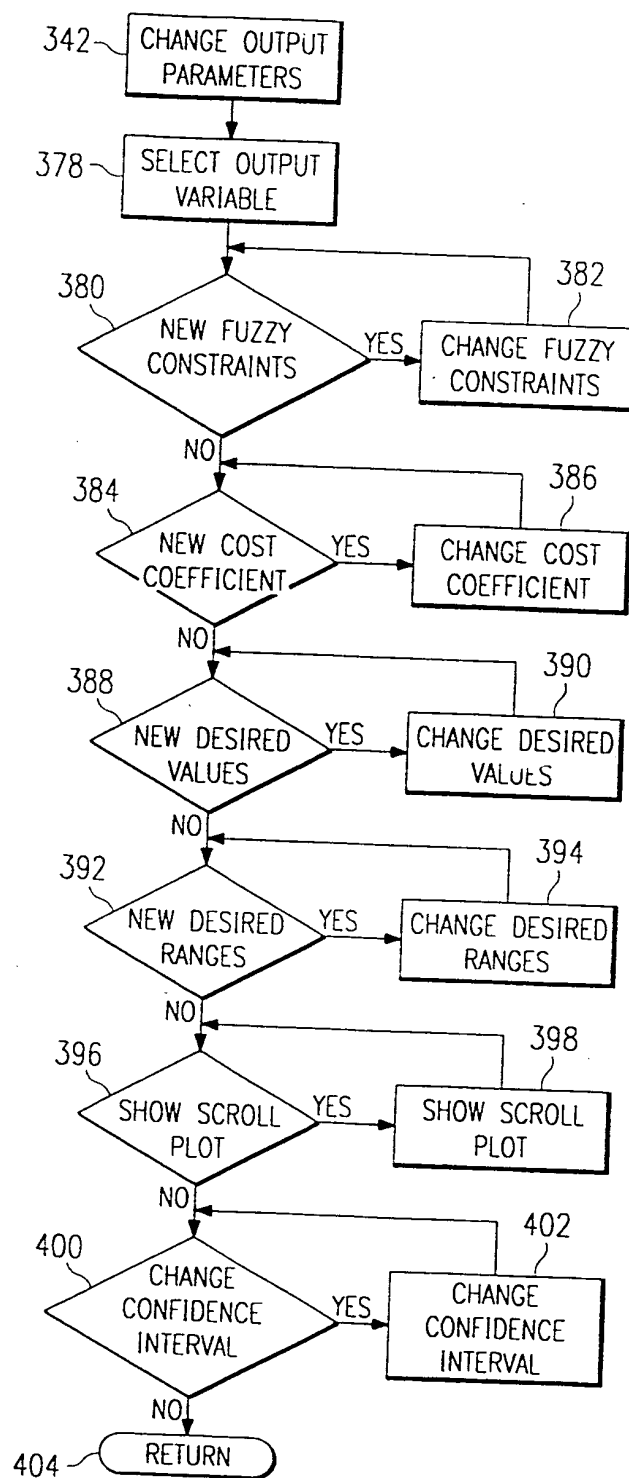 342
CHANGE OUTPUT
PARAMETERS
378
SELECT OUTPUT
VARIABLE
380
NEW FUZZY
CONSTRAINTS
YES
382
CHANGE FUZZY
CONSTRAINTS
NO
384
NEW COST
COEFFICIENT
YES
386
CHANGE COST
COEFFICIENT
NO
388
NEW DESIRED
VALUES
YES
390
CHANGE DESIRED
VALUES
NO
392
NEW DESIRED
RANGES
YES
394
CHANGE DESIRED
RANGES
NO
396
SHOW SCROLL
PLOT
YES
398
SHOW SCROLL
PLOT
NO
400
CHANGE
CONFIDENCE
INTERVAL
YES
402
CHANGE
CONFIDENCE
INTERVAL
NO
404
RETURN